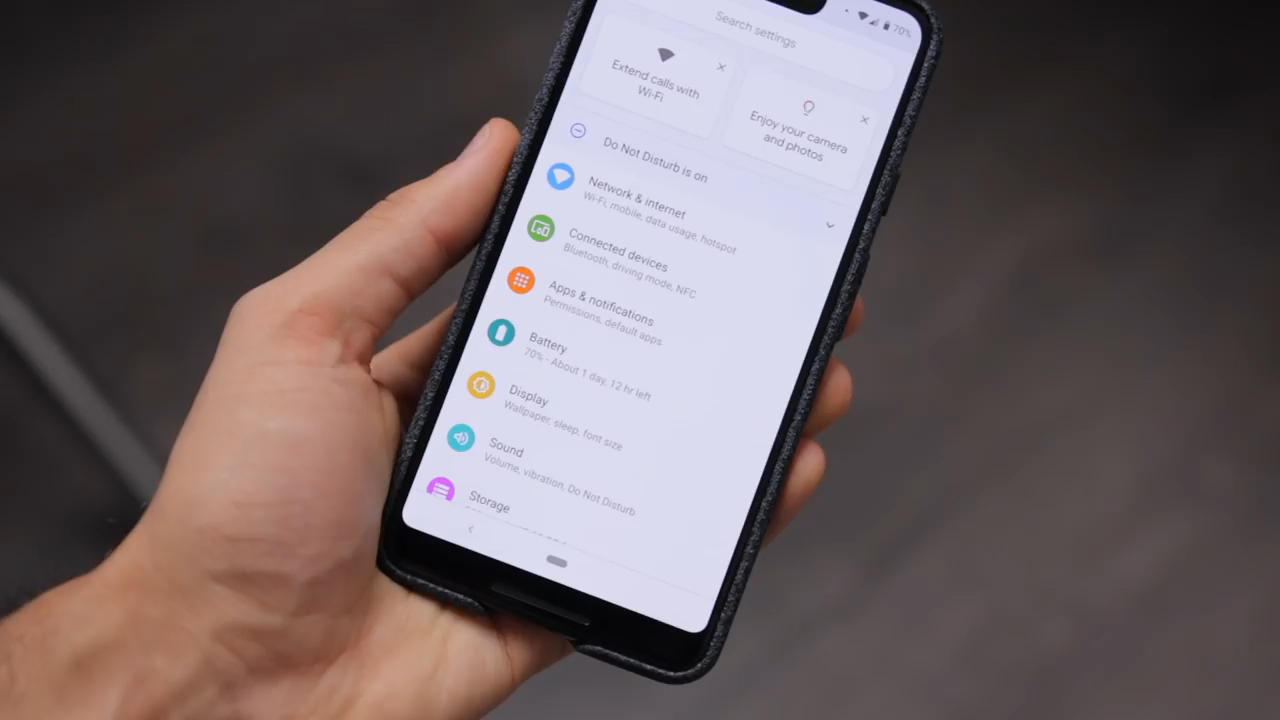 70%
Search settings
Extend calls with
Wi-Fi
Enjoy your camera
and photos
Do Not Disturb is on
Network & internet
Wi-Fi, mobile, data usage, hotspot
Connected devices
Bluetooth, driving mode, NFC
Apps & notifications
Permissions, default apps
Battery
70% - About 1 day, 12 hr left
Display
Wallpaper, sleep, font size
Sound
Volume, vibration, Do Not Disturb
Storage